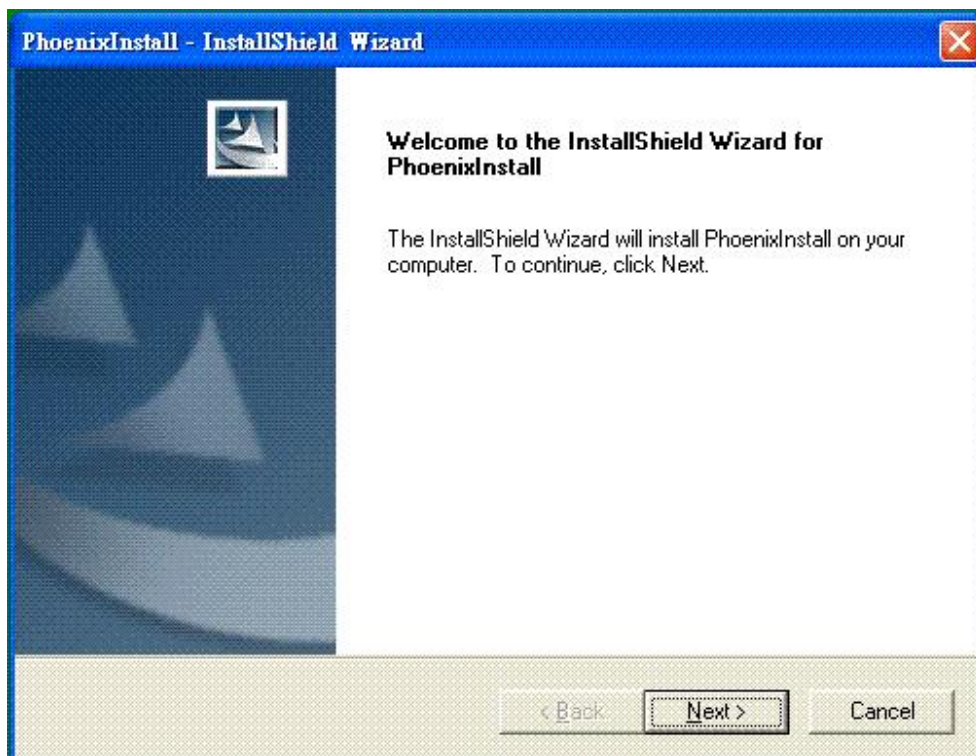 PhoenixInstall - InstallShield Wizard
Welcome to the InstallShield Wizard for
PhoenixInstall
The InstallShield Wizard will install PhoenixInstall on your
computer. To continue, click Next.
< Back
Next >
Cancel